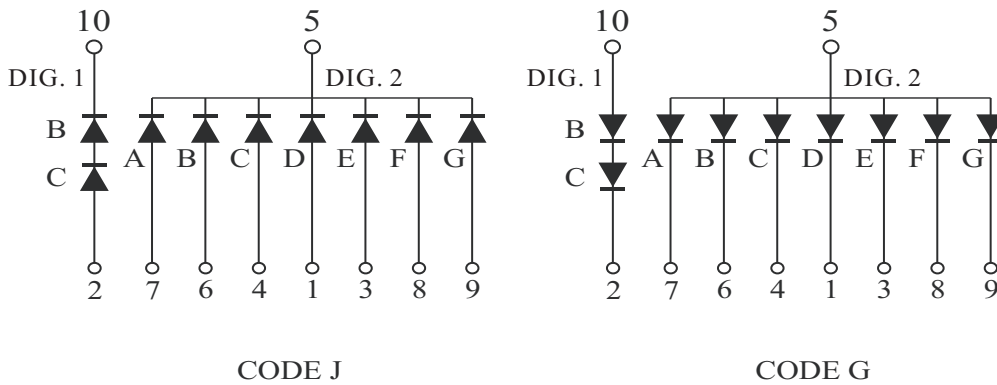 10 5 10 5
DIG. 1 DIG. 2 DIG. 1 DIG. 2
B B
A B C D E F G A B C D E F G
C C
2 7 6 4 1 3 8 9 2 7 6 4 1 3 8 9
CODE J CODE G